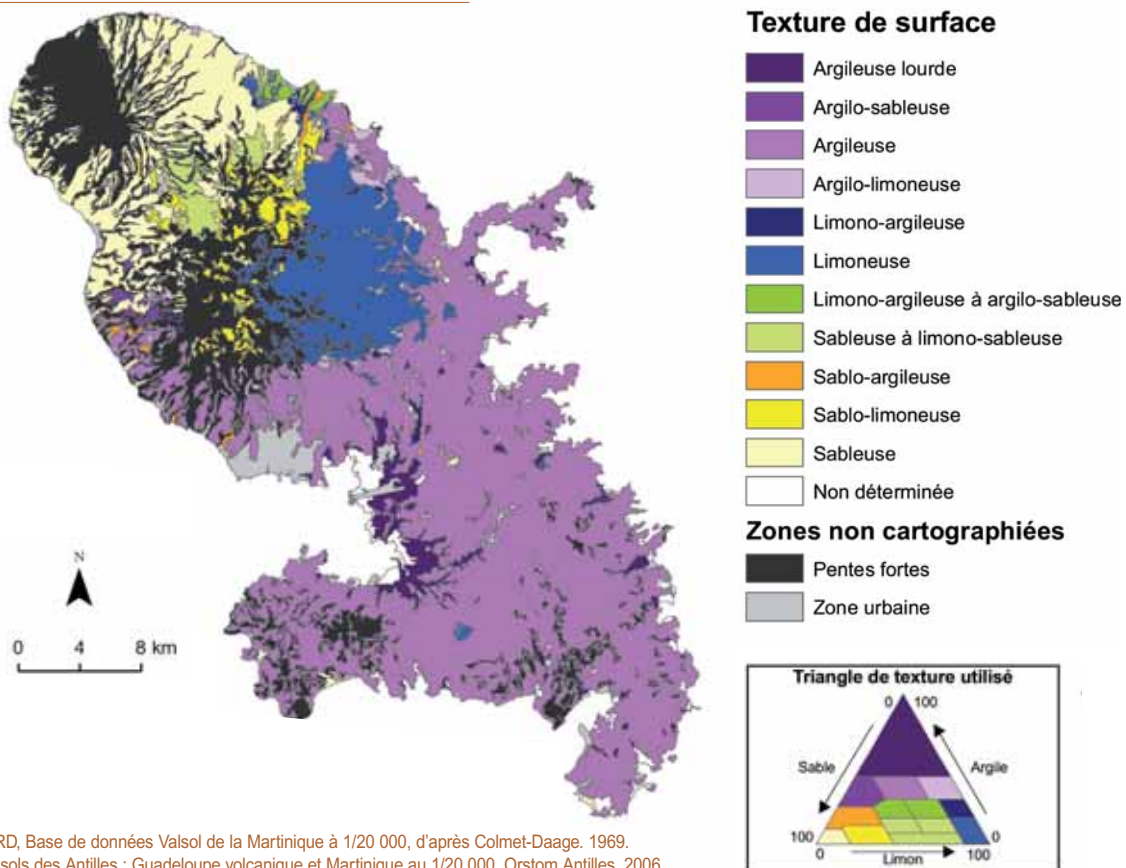 Texture de surface
Argileuse lourde
Argilo-sableuse
Argileuse
Argilo-limoneuse
Limono-argileuse
Limoneuse
Limono-argileuse à argilo-sableuse
Sableuse à limono-sableuse
Sablo-argileuse
Sablo-limoneuse
Sableuse
Non déterminée
Zones non cartographiées
Pentes fortes
Zone urbaine
N
0 4 8 km
Triangle de texture utilisé
0 100
Sable Argile
100 0
0 Limon 100
RD, Base de données Valsol de la Martinique à 1/20 000, d'après Colmet-Daage. 1969.
sols des Antilles : Guadeloupe volcanique et Martinique au 1/20 000. Orstom Antilles, 2006